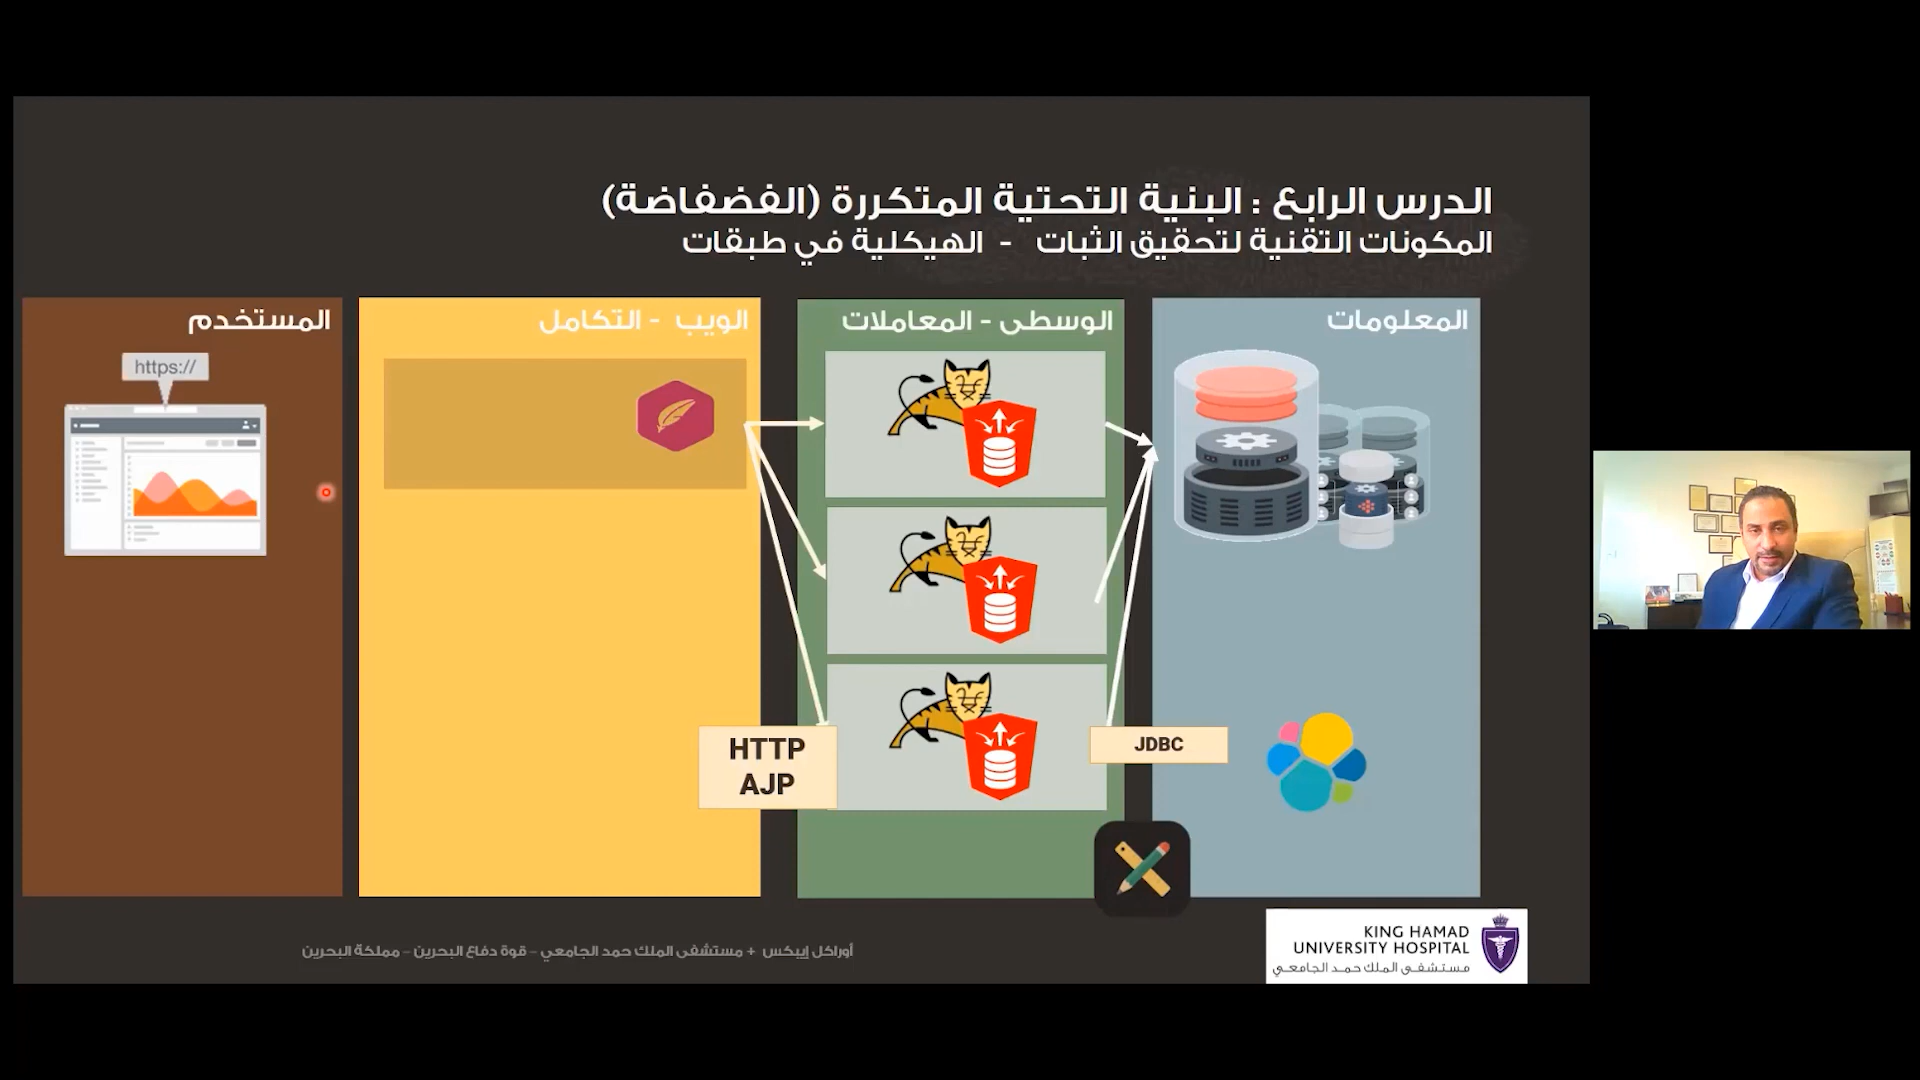 الدرس الرابع : البنية التحتية المتكررة (الفضفاضة)
المكونات التقنية لتحقيق الثبات - الهيكلية في طبقات
المعلومات
الوسطى - المعاملات
الويب - التكامل
المستخدم
https://
HTTP
AJP
JDBC
أوراكل إيبكس + مستشفى الملك حمد الجامعي – قوة دفاع البحرين – مملكة البحرين
KING HAMAD
UNIVERSITY HOSPITAL
مستشفى الملك حمد الجامعي